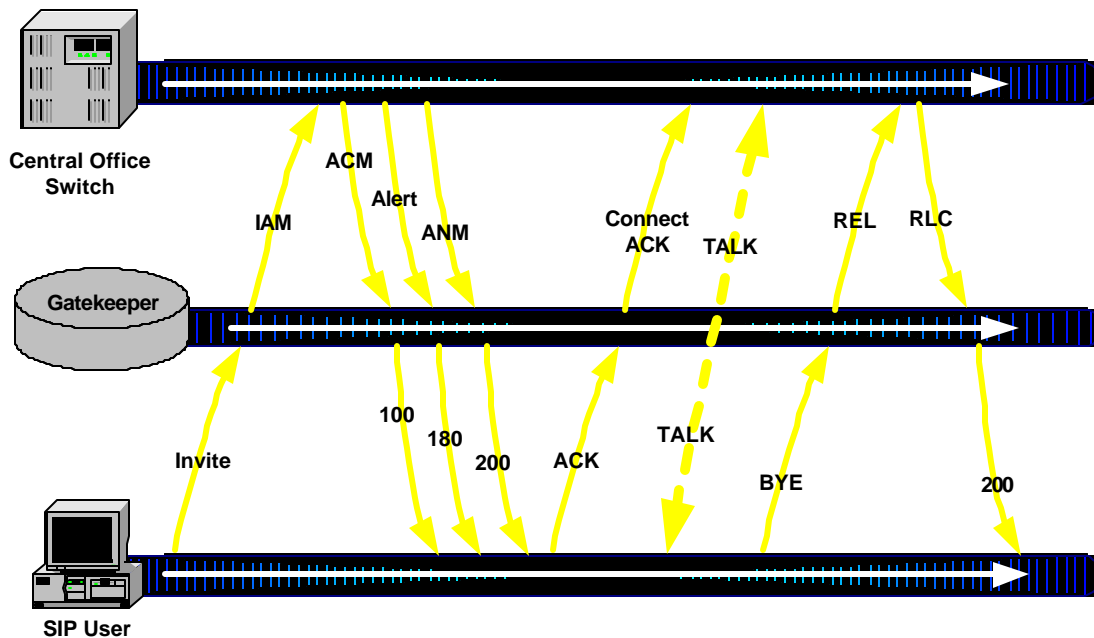 Central Office
Switch
ACM
Alert
ANM
IAM
Connect
ACK
TALK
REL
RLC
Gatekeeper
Invite
100
180
200
ACK
TALK
BYE
200
SIP User